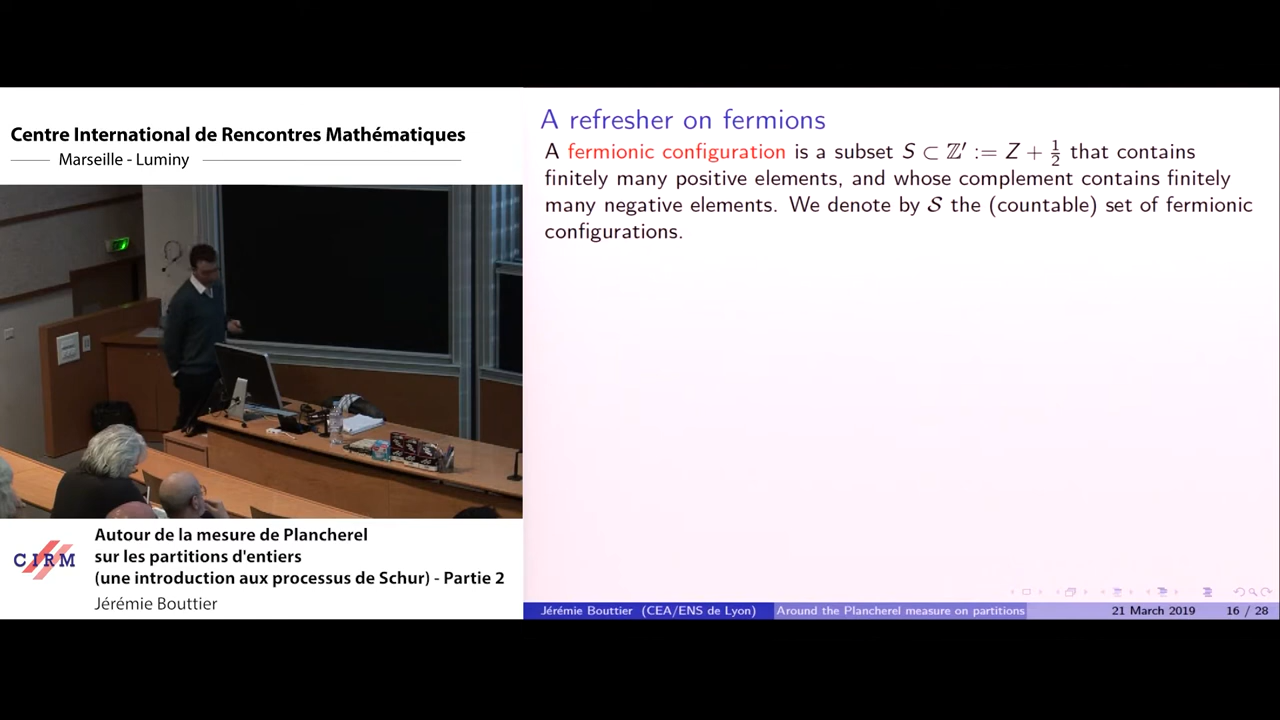 Centre International de Rencontres Mathématiques
Marseille - Luminy
A refresher on fermions
A fermionic configuration is a subset S ⊂ ℤ′ := Z + 1/2 that contains
finitely many positive elements, and whose complement contains finitely
many negative elements. We denote by 𝒮 the (countable) set of fermionic
configurations.
CIRM
Autour de la mesure de Plancherel
sur les partitions d'entiers
(une introduction aux processus de Schur) - Partie 2
Jérémie Bouttier
Jérémie Bouttier (CEA/ENS de Lyon)
Around the Plancherel measure on partitions
21 March 2019
16 / 28